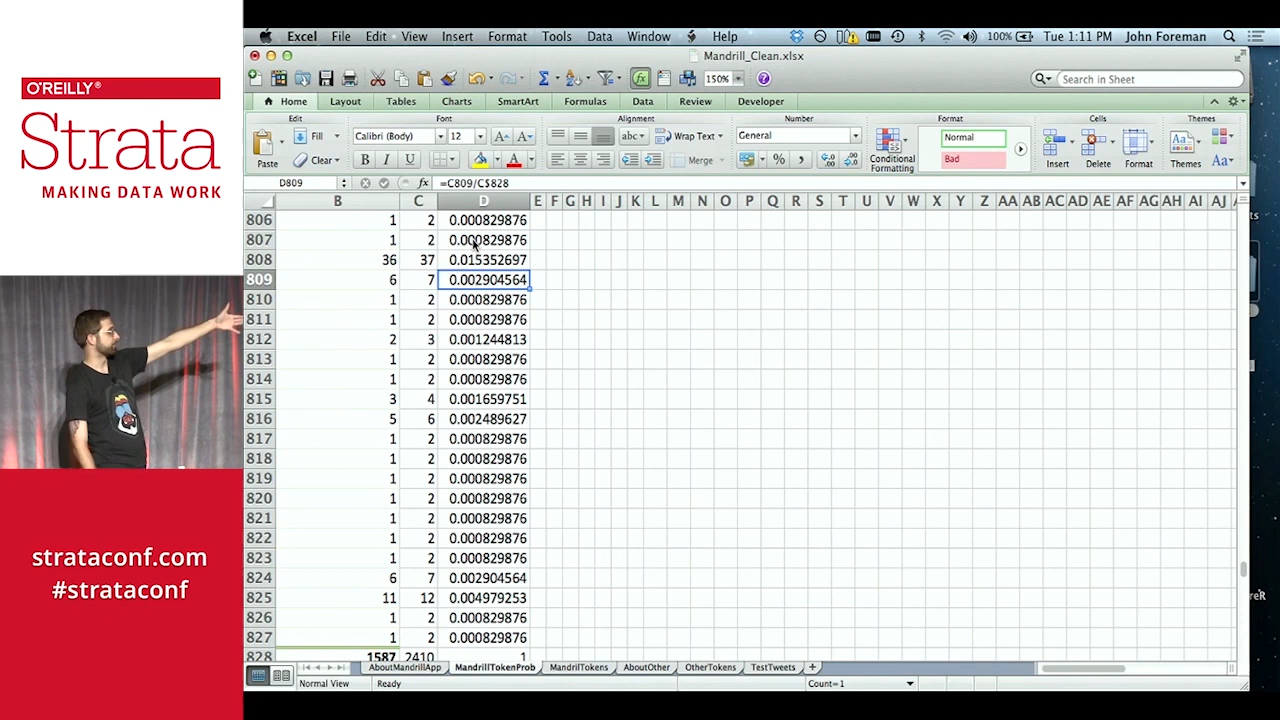 O'REILLY®
Strata
MAKING DATA WORK
strataconf.com
#strataconf
Excel File Edit View Insert Format Tools Data Window Help 100% Tue 1:11 PM John Foreman
Mandrill_Clean.xlsx
150% Search in Sheet
Home Layout Tables Charts SmartArt Formulas Data Review Developer
Edit Font Alignment Number Format Cells Themes
Paste Fill Calibri (Body) 12 abc Wrap Text General Conditional Formatting Normal Insert Delete Format Themes Aa
Clear B I U A Merge % Bad
D809 fx =C809/C$828
B C D E F G H I J K L M N O P Q R S T U V W X Y Z AA AB AC AD AE AF AG AH AI AJ
806 1 2 0.000829876
807 1 2 0.000829876
808 36 37 0.015352697
809 6 7 0.002904564
810 1 2 0.000829876
811 1 2 0.000829876
812 2 3 0.001244813
813 1 2 0.000829876
814 1 2 0.000829876
815 3 4 0.001659751
816 5 6 0.002489627
817 1 2 0.000829876
818 1 2 0.000829876
819 1 2 0.000829876
820 1 2 0.000829876
821 1 2 0.000829876
822 1 2 0.000829876
823 1 2 0.000829876
824 6 7 0.002904564
825 11 12 0.004979253
826 1 2 0.000829876
827 1 2 0.000829876
828 1587 2410 1
AboutMandrillApp MandrillTokenProb MandrilTokens AboutOther OtherTokens TestTweets
Normal View Ready Count=1